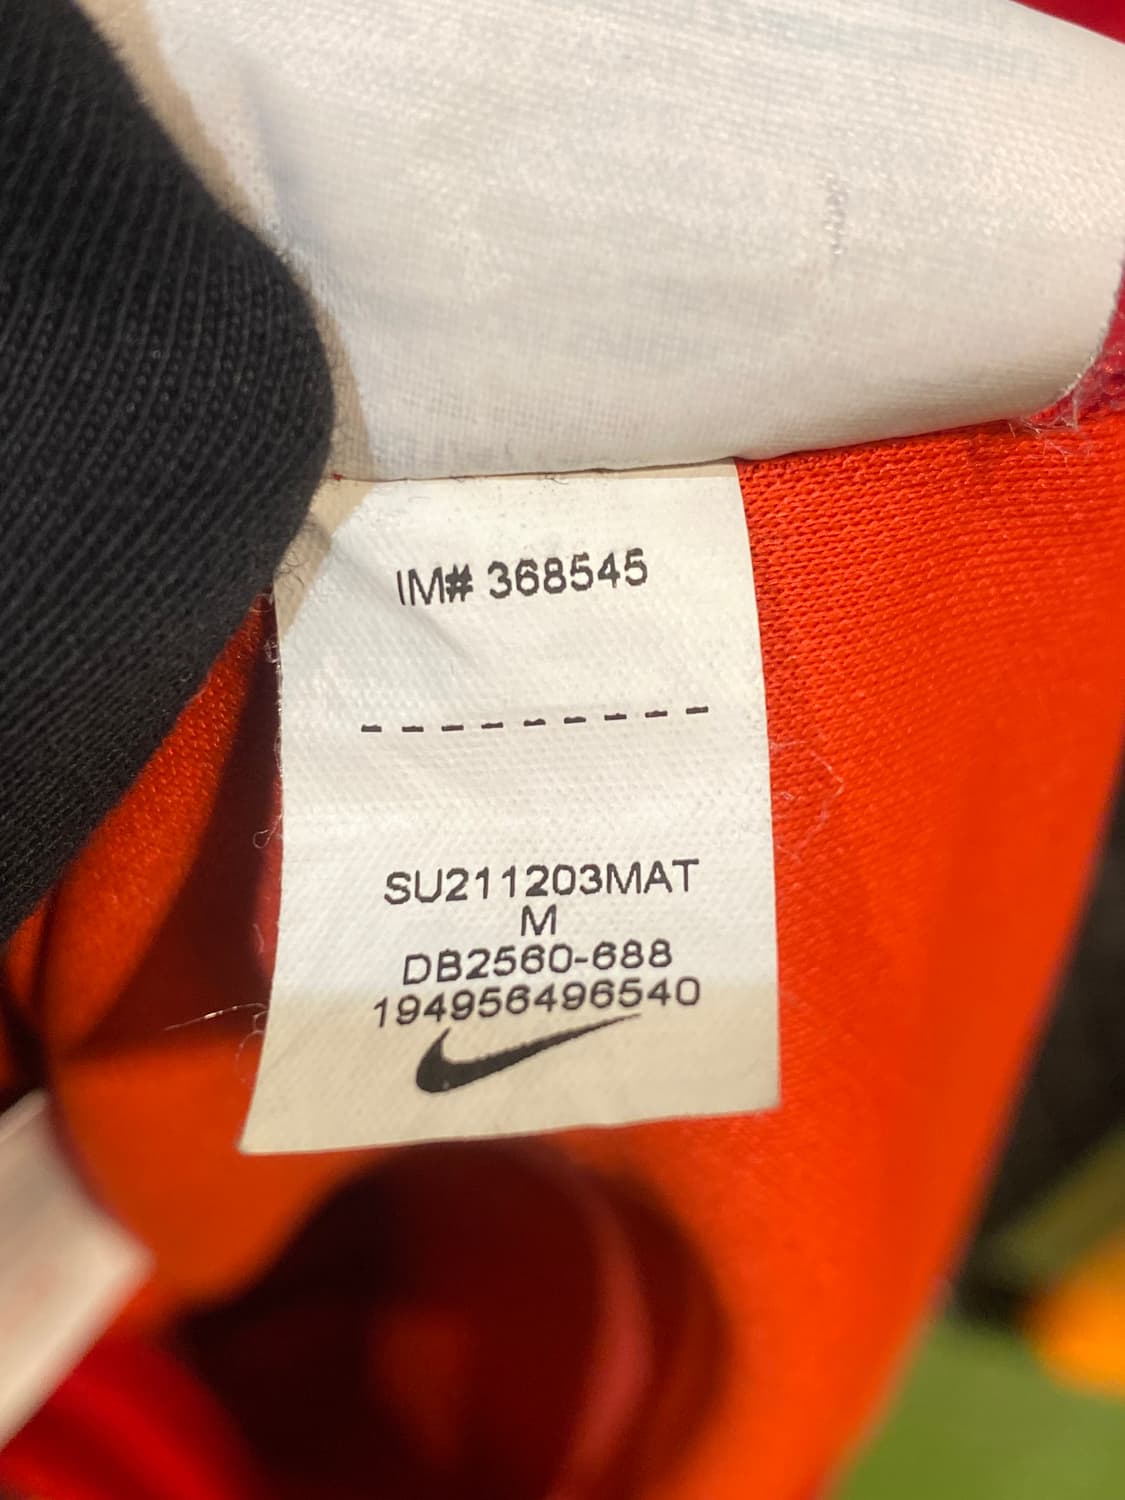 IM# 368545
- - - - - - - - -
SU211203MAT
M
DB2560-688
194956496540